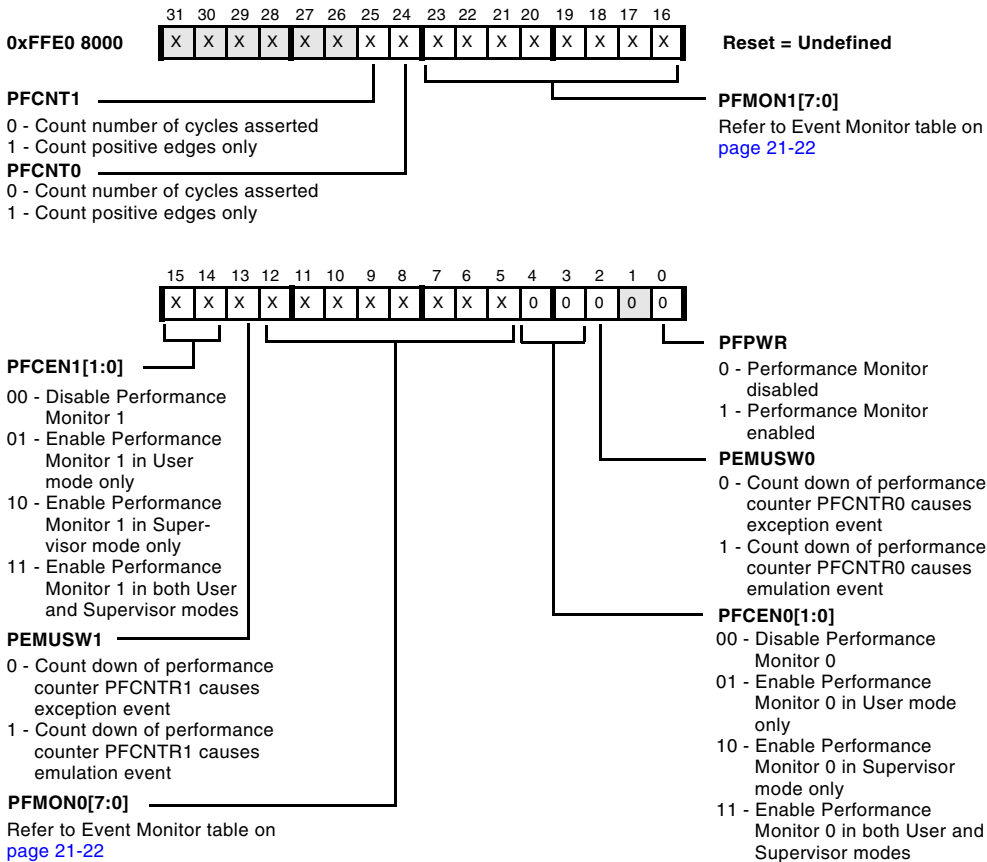 31 30 29 28 27 26 25 24 23 22 21 20 19 18 17 16
0xFFE0 8000 X X X X X X X X X X X X X X X X Reset = Undefined
PFCNT1
0 - Count number of cycles asserted
1 - Count positive edges only
PFCNT0
0 - Count number of cycles asserted
1 - Count positive edges only
PFMON1[7:0]
Refer to Event Monitor table on
page 21-22
15 14 13 12 11 10 9 8 7 6 5 4 3 2 1 0
X X X X X X X X X X X 0 0 0 0 0
PFCEN1[1:0]
00 - Disable Performance
Monitor 1
01 - Enable Performance
Monitor 1 in User
mode only
10 - Enable Performance
Monitor 1 in Super-
visor mode only
11 - Enable Performance
Monitor 1 in both User
and Supervisor modes
PEMUSW1
0 - Count down of performance
counter PFCNTR1 causes
exception event
1 - Count down of performance
counter PFCNTR1 causes
emulation event
PFMON0[7:0]
Refer to Event Monitor table on
page 21-22
PFPWR
0 - Performance Monitor
disabled
1 - Performance Monitor
enabled
PEMUSW0
0 - Count down of performance
counter PFCNTR0 causes
exception event
1 - Count down of performance
counter PFCNTR0 causes
emulation event
PFCEN0[1:0]
00 - Disable Performance
Monitor 0
01 - Enable Performance
Monitor 0 in User mode
only
10 - Enable Performance
Monitor 0 in Supervisor
mode only
11 - Enable Performance
Monitor 0 in both User and
Supervisor modes